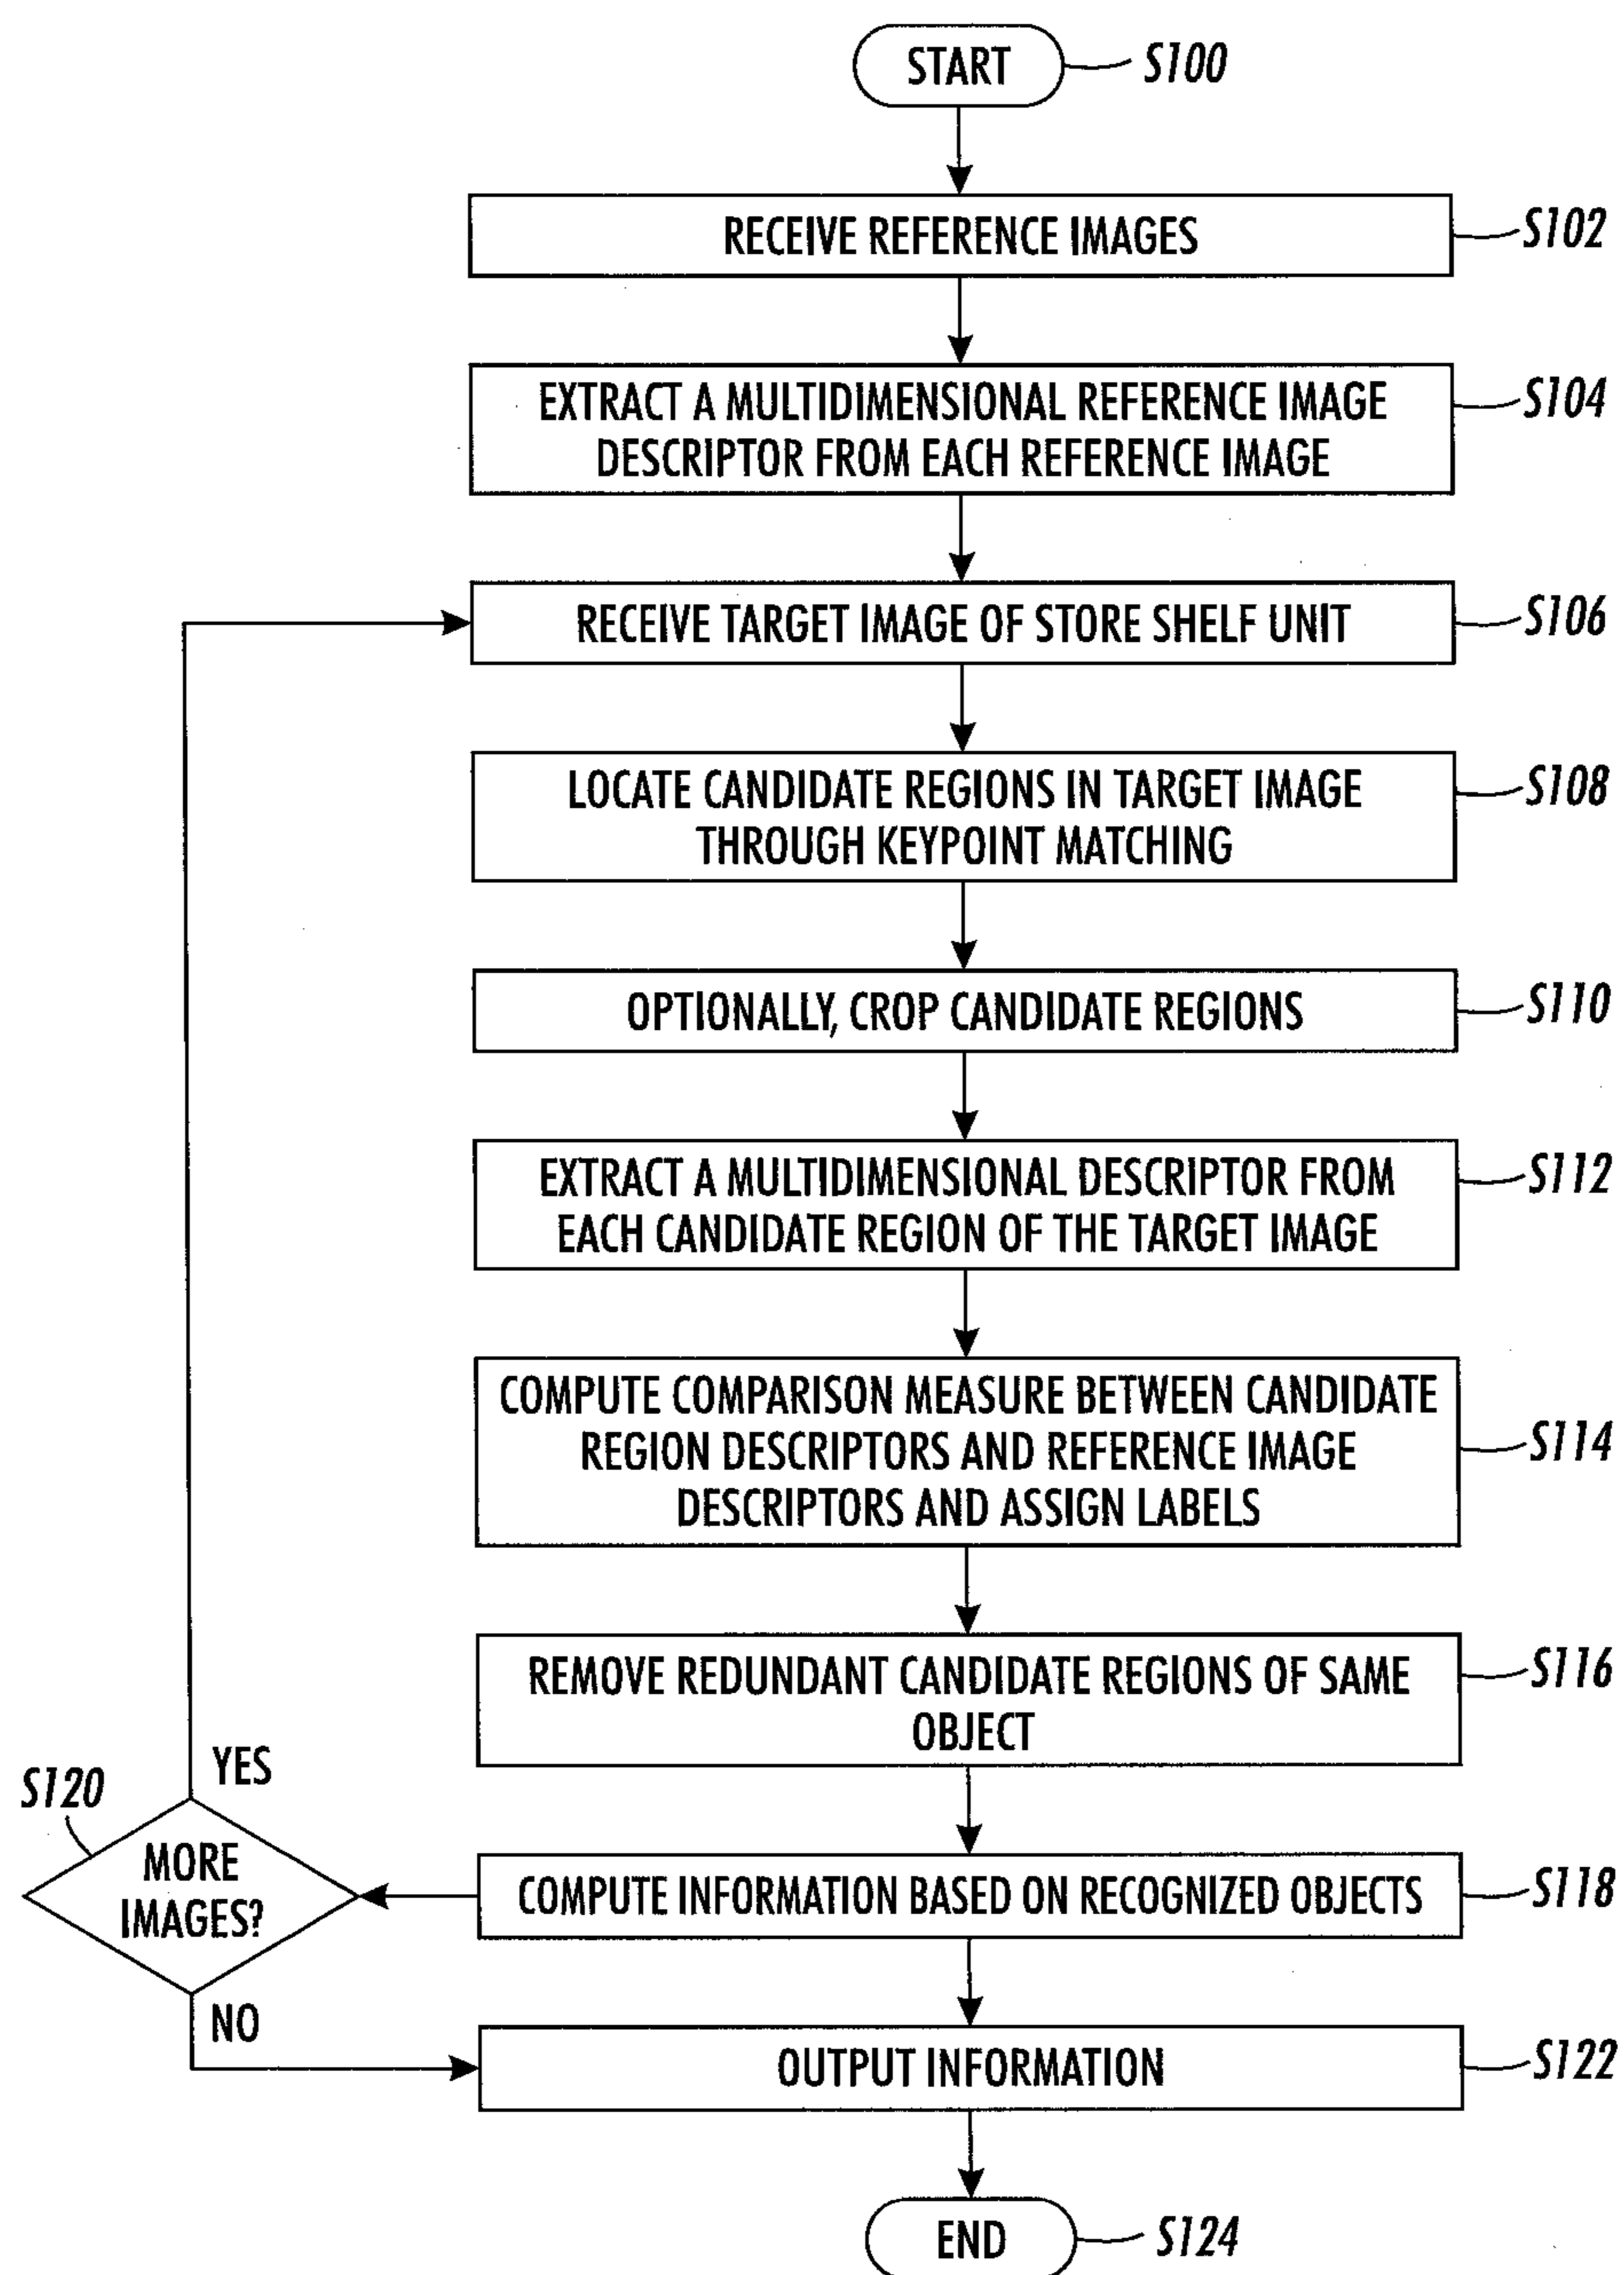 START
S100
RECEIVE REFERENCE IMAGES
S102
EXTRACT A MULTIDIMENSIONAL REFERENCE IMAGE
DESCRIPTOR FROM EACH REFERENCE IMAGE
S104
RECEIVE TARGET IMAGE OF STORE SHELF UNIT
S106
LOCATE CANDIDATE REGIONS IN TARGET IMAGE
THROUGH KEYPOINT MATCHING
S108
OPTIONALLY, CROP CANDIDATE REGIONS
S110
EXTRACT A MULTIDIMENSIONAL DESCRIPTOR FROM
EACH CANDIDATE REGION OF THE TARGET IMAGE
S112
COMPUTE COMPARISON MEASURE BETWEEN CANDIDATE
REGION DESCRIPTORS AND REFERENCE IMAGE
DESCRIPTORS AND ASSIGN LABELS
S114
REMOVE REDUNDANT CANDIDATE REGIONS OF SAME
OBJECT
S116
COMPUTE INFORMATION BASED ON RECOGNIZED OBJECTS
S118
S120
YES
MORE
IMAGES?
NO
OUTPUT INFORMATION
S122
END
S124